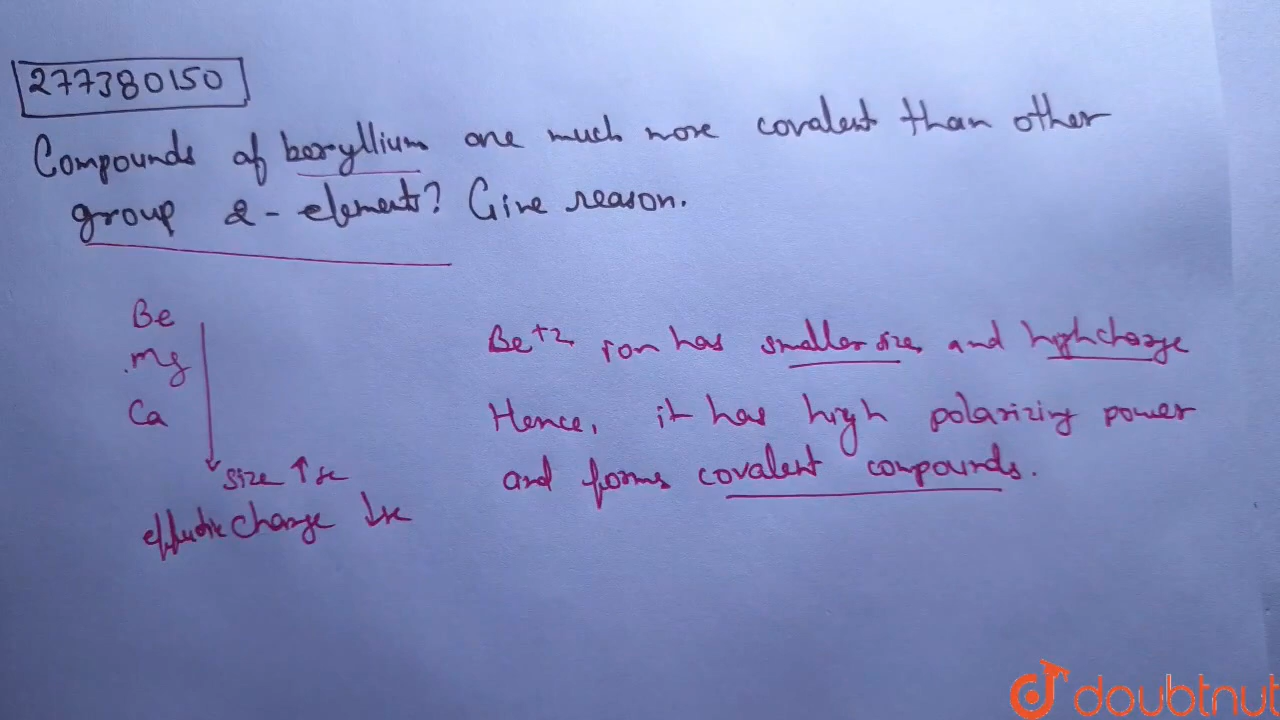 277380150
Compounds of beryllium are much more covalent than other
group 2- elements? Give reason.
Be
Mg
Ca
size ↑se
effective charge ↓se
Be+2 ion has smaller size and high charge
Hence, it has high polarizing power
and forms covalent compounds.
doubtnut